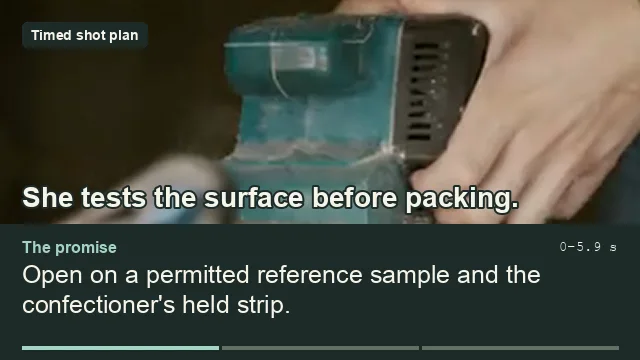 Timed shot plan
She tests the surface before packing.
The promise
0–5.9 s
Open on a permitted reference sample and the
confectioner's held strip.